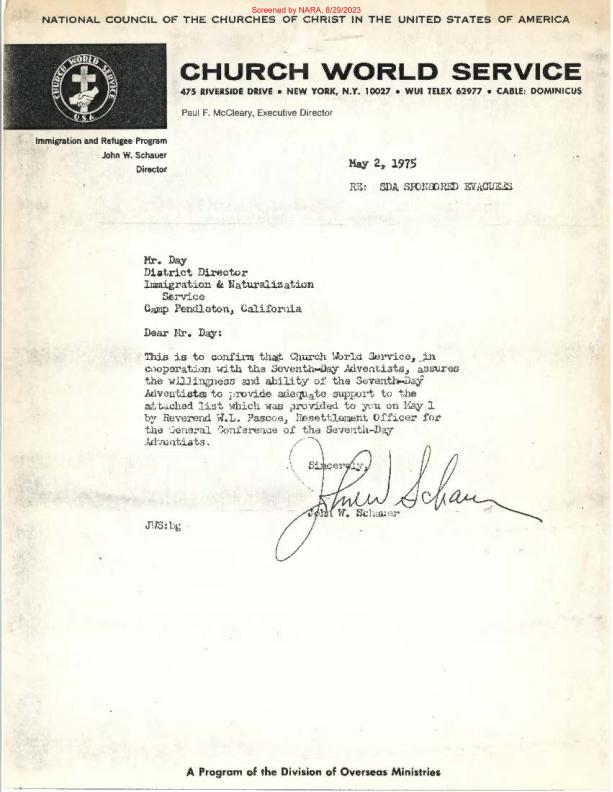 Screened by NARA, 8/29/2023
NATIONAL COUNCIL OF THE CHURCHES OF CHRIST IN THE UNITED STATES OF AMERICA
CHURCH WORLD SERVICE
U.S.A.
CHURCH WORLD SERVICE
475 RIVERSIDE DRIVE • NEW YORK, N.Y. 10027 • WUI TELEX 62977 • CABLE: DOMINICUS
Paul F. McCleary, Executive Director
Immigration and Refugee Program
John W. Schauer
Director
May 2, 1975
RE: SDA SPONSORED EVACUEES
Mr. Day
District Director
Immigration & Naturalization
Service
Camp Pendleton, California
Dear Mr. Day:
This is to confirm that Church World Service, in
cooperation with the Seventh-Day Adventists, assures
the willingness and ability of the Seventh-Day
Adventists to provide adequate support to the
attached list which was provided to you on May 1
by Reverend W.L. Pascoe, Resettlement Officer for
the General Conference of the Seventh-Day
Adventists.
Sincerely,
John W Schauer
John W. Schauer
JWS:bg
A Program of the Division of Overseas Ministries